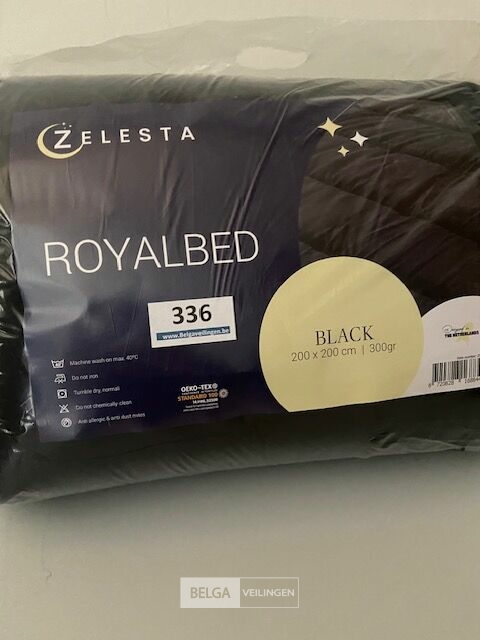 ZELESTA
ROYALBED
336
www.Belgaveilingen.be
BLACK
200 x 200 cm | 300gr
THE NETHERLANDS
Machine wash on max. 40°C
Do not iron
Tumble dry, normal
Do not chemically clean
Anti allergic & anti dust mites
OEKO-TEX®
STANDARD 100
BELGA VEILINGEN